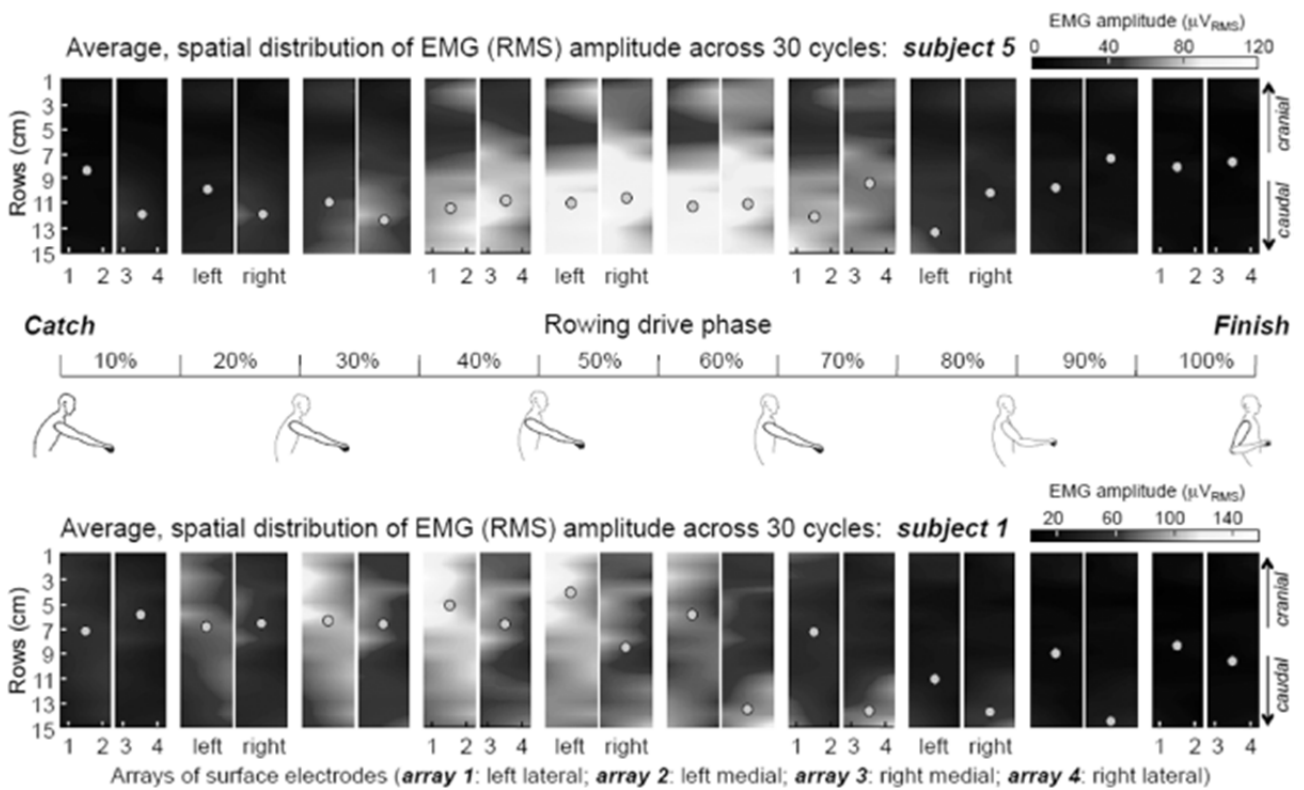 EMG amplitude (μV_RMS)
Average, spatial distribution of EMG (RMS) amplitude across 30 cycles: subject 5
0 40 80 120
Rows (cm)
1
3
5
7
9
11
13
15
cranial
caudal
1 2 3 4 left right 1 2 3 4 left right 1 2 3 4 left right 1 2 3 4
Catch Rowing drive phase Finish
10% 20% 30% 40% 50% 60% 70% 80% 90% 100%
EMG amplitude (μV_RMS)
Average, spatial distribution of EMG (RMS) amplitude across 30 cycles: subject 1
20 60 100 140
Rows (cm)
1
3
5
7
9
11
13
15
cranial
caudal
1 2 3 4 left right 1 2 3 4 left right 1 2 3 4 left right 1 2 3 4
Arrays of surface electrodes (array 1: left lateral; array 2: left medial; array 3: right medial; array 4: right lateral)